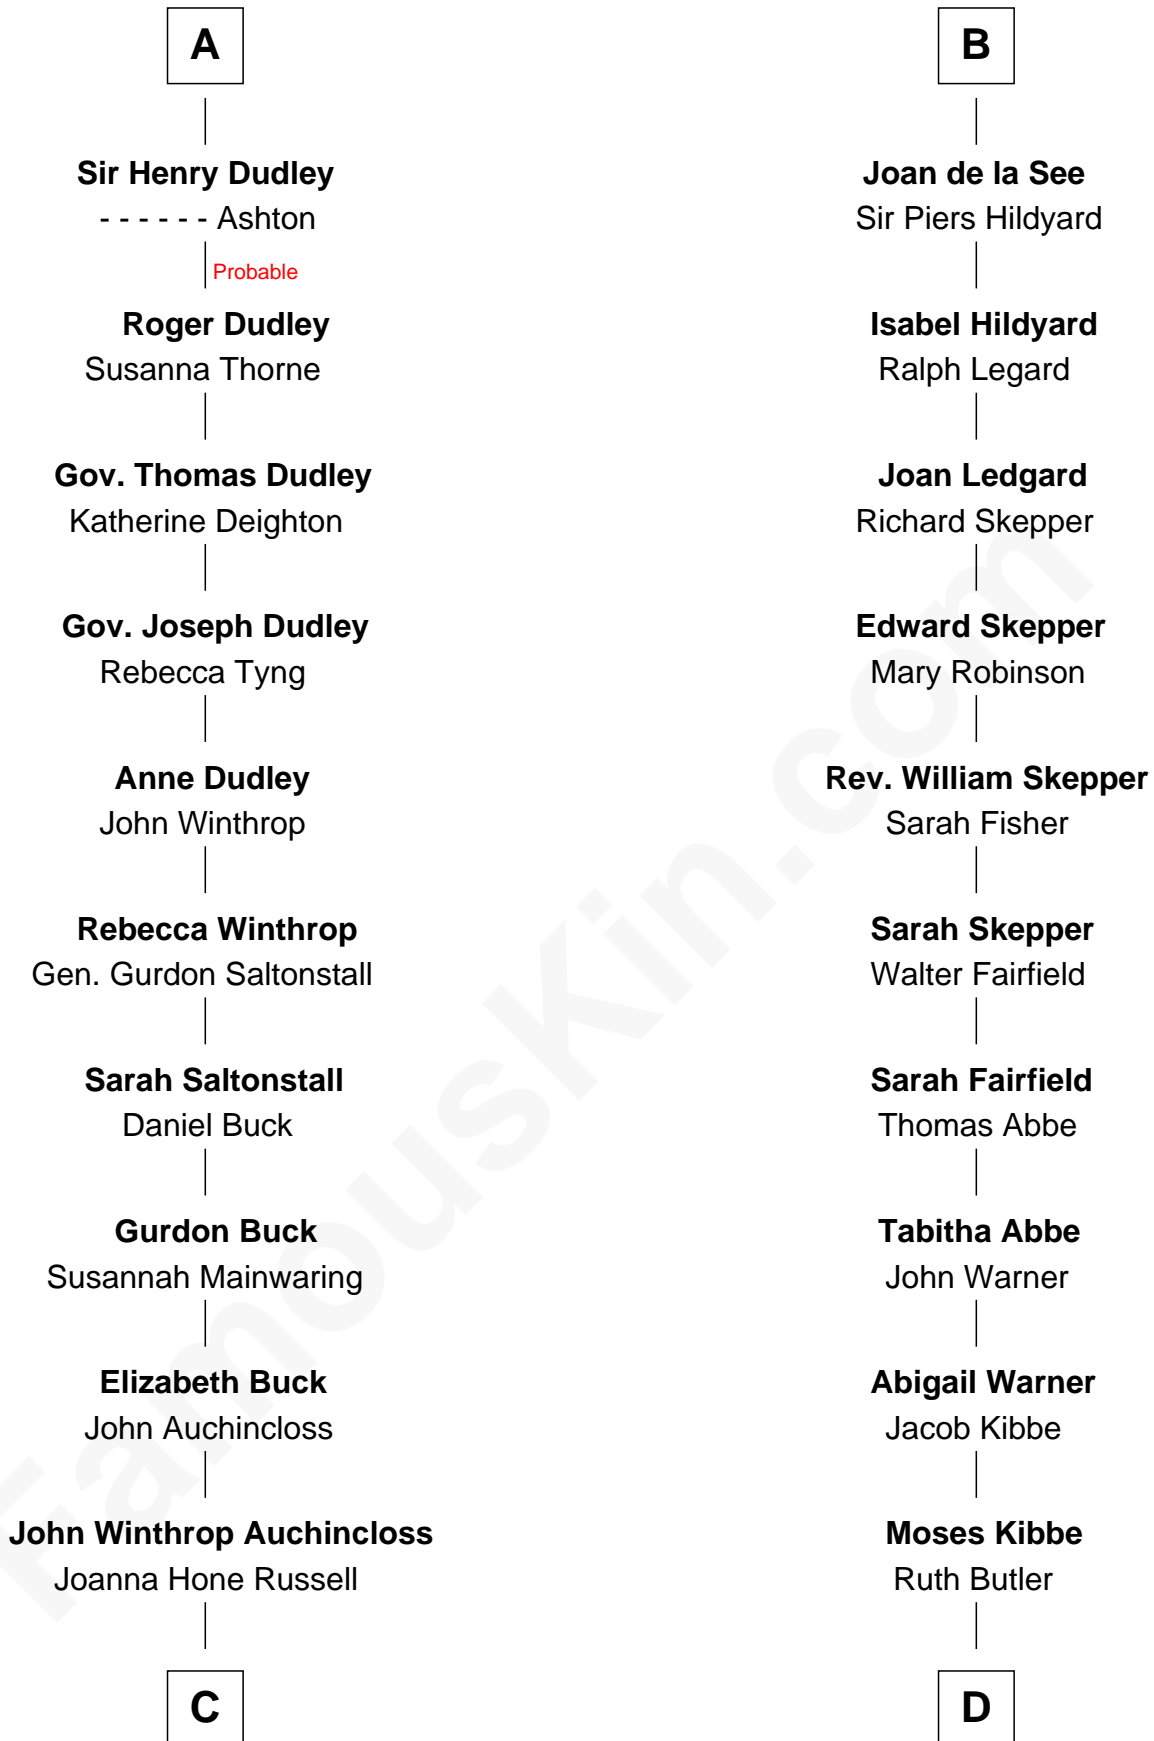 A
Sir Henry Dudley
- - - - - - Ashton
Probable
Roger Dudley
Susanna Thorne
Gov. Thomas Dudley
Katherine Deighton
Gov. Joseph Dudley
Rebecca Tyng
Anne Dudley
John Winthrop
Rebecca Winthrop
Gen. Gurdon Saltonstall
Sarah Saltonstall
Daniel Buck
Gurdon Buck
Susannah Mainwaring
Elizabeth Buck
John Auchincloss
John Winthrop Auchincloss
Joanna Hone Russell
C
B
Joan de la See
Sir Piers Hildyard
Isabel Hildyard
Ralph Legard
Joan Ledgard
Richard Skepper
Edward Skepper
Mary Robinson
Rev. William Skepper
Sarah Fisher
Sarah Skepper
Walter Fairfield
Sarah Fairfield
Thomas Abbe
Tabitha Abbe
John Warner
Abigail Warner
Jacob Kibbe
Moses Kibbe
Ruth Butler
D
FamousKin.com